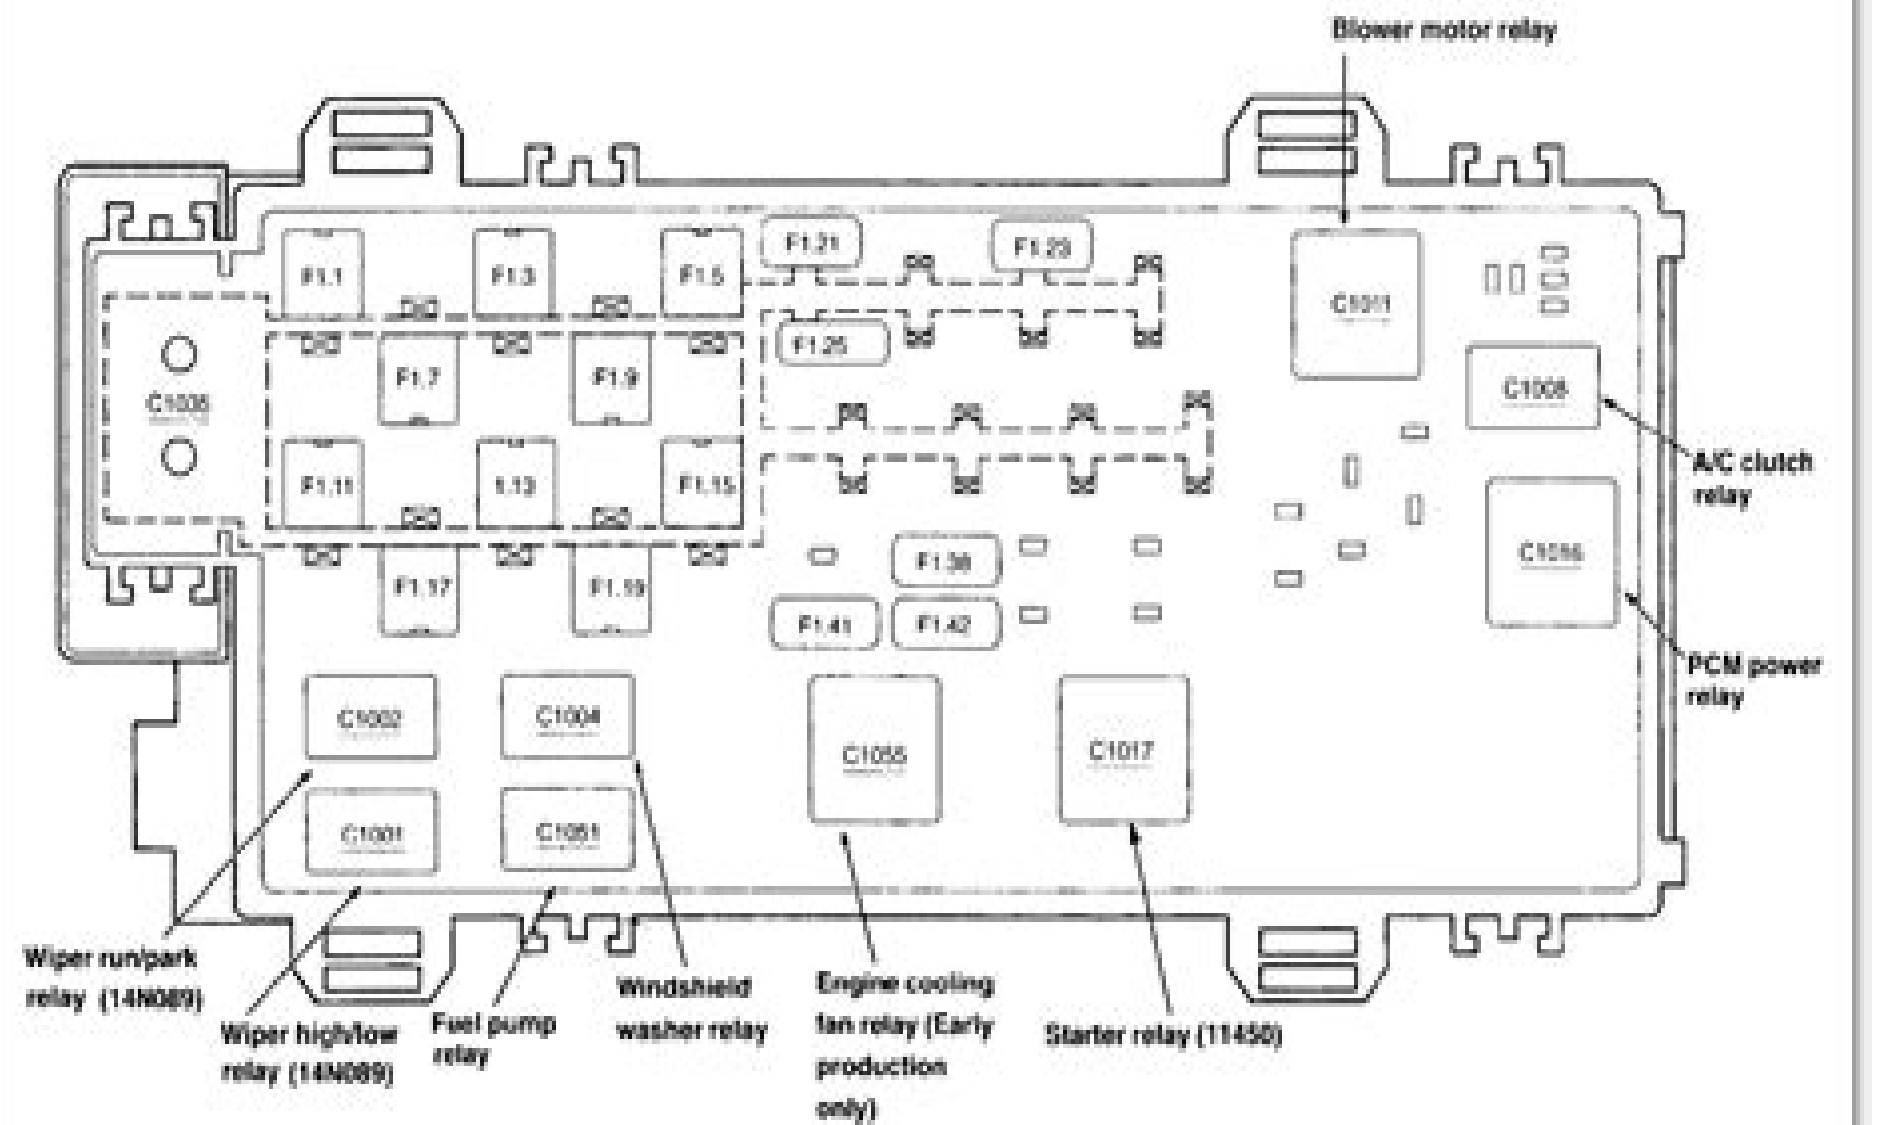 Blower motor relay
F1.21
F1.23
F1.1
F1.3
F1.5
C1011
F1.25
F1.7
F1.9
C1008
C1035
A/C clutch
relay
F1.11
1.13
F1.15
C1016
F1.38
F1.17
F1.19
F1.41
F1.42
PCM power
relay
C1002
C1004
C1055
C1017
C1001
C1051
Wiper run/park
relay (14N089)
Windshield
washer relay
Engine cooling
fan relay (Early
production
only)
Wiper high/low
relay (14N089)
Fuel pump
relay
Starter relay (11450)